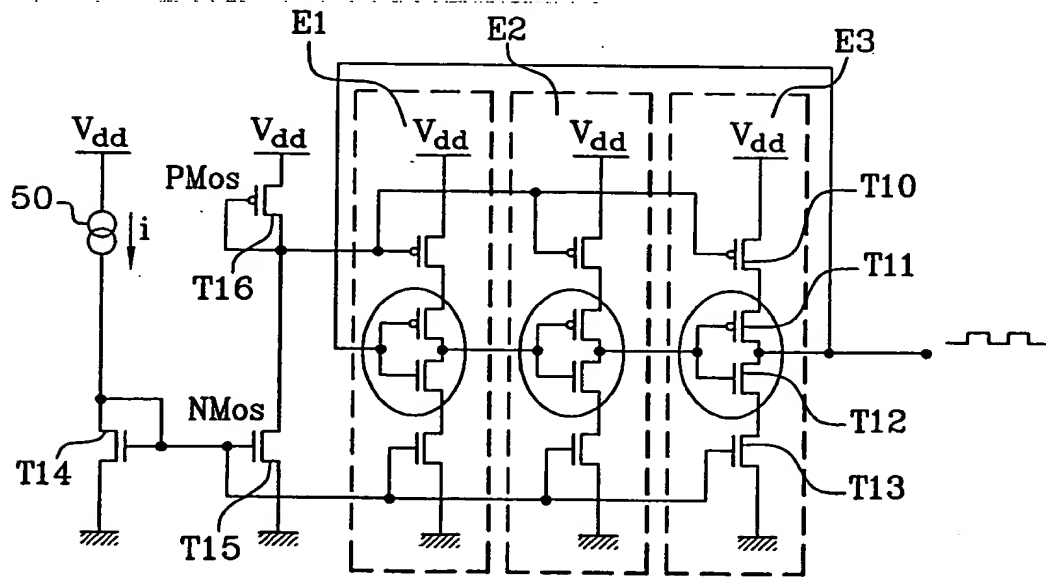 E1
E2
E3
Vdd
Vdd
Vdd
Vdd
Vdd
PMos
50
i
T10
T16
T11
NMos
T12
T14
T13
T15